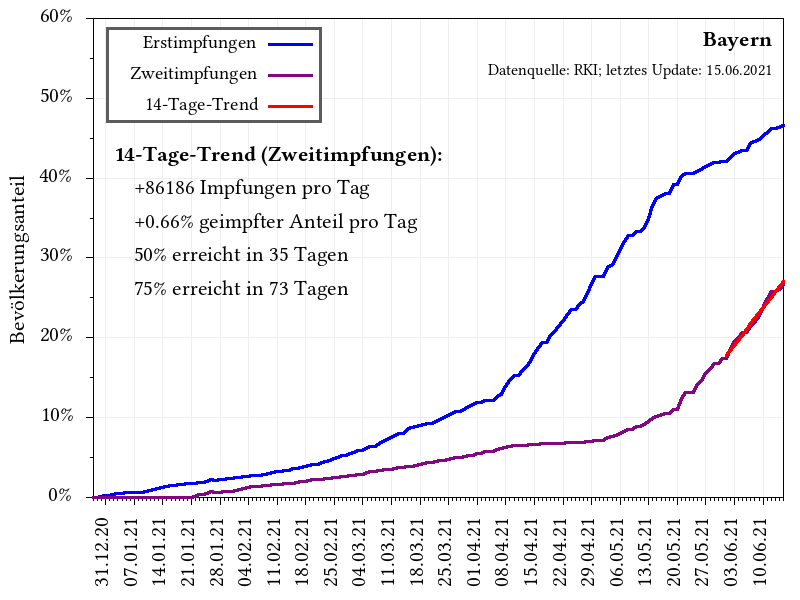 60%
50%
40%
30%
20%
10%
0%
Bevölkerungsanteil
Erstimpfungen
Zweitimpfungen
14-Tage-Trend
Bayern
Datenquelle: RKI; letztes Update: 15.06.2021
14-Tage-Trend (Zweitimpfungen):
+86186 Impfungen pro Tag
+0.66% geimpfter Anteil pro Tag
50% erreicht in 35 Tagen
75% erreicht in 73 Tagen
31.12.20
07.01.21
14.01.21
21.01.21
28.01.21
04.02.21
11.02.21
18.02.21
25.02.21
04.03.21
11.03.21
18.03.21
25.03.21
01.04.21
08.04.21
15.04.21
22.04.21
29.04.21
06.05.21
13.05.21
20.05.21
27.05.21
03.06.21
10.06.21